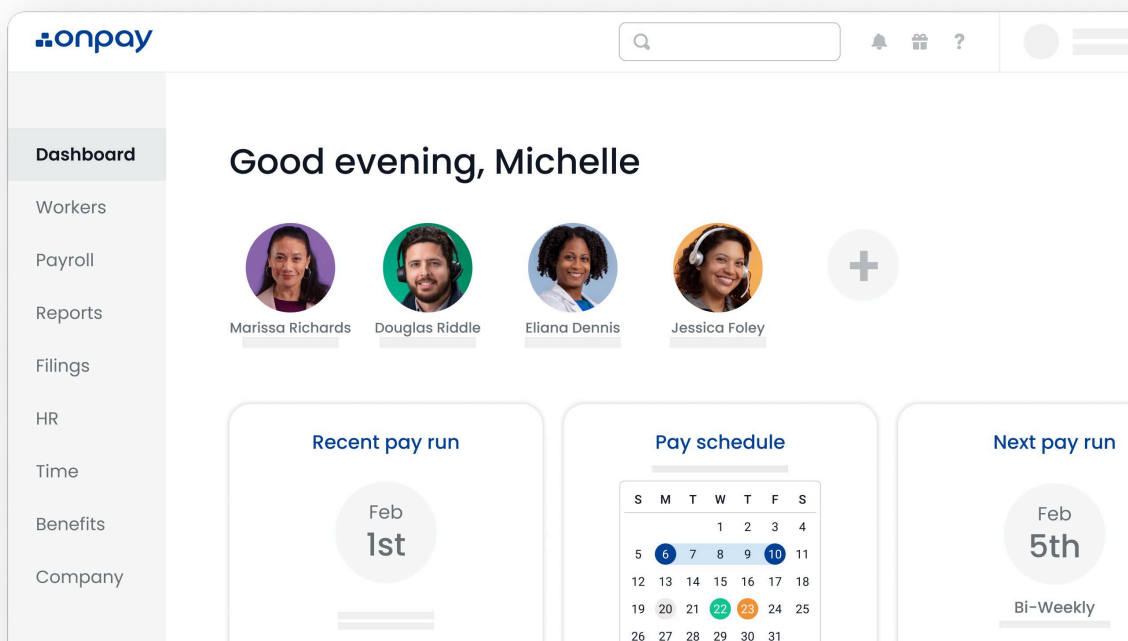 onpay
?
Dashboard
Workers
Payroll
Reports
Filings
HR
Time
Benefits
Company
Good evening, Michelle
Marissa Richards Douglas Riddle Eliana Dennis Jessica Foley
Recent pay run
Feb
1st
Pay schedule
S M T W T F S
1 2 3 4
5 6 7 8 9 10 11
12 13 14 15 16 17 18
19 20 21 22 23 24 25
26 27 28 29 30 31
Next pay run
Feb
5th
Bi-Weekly